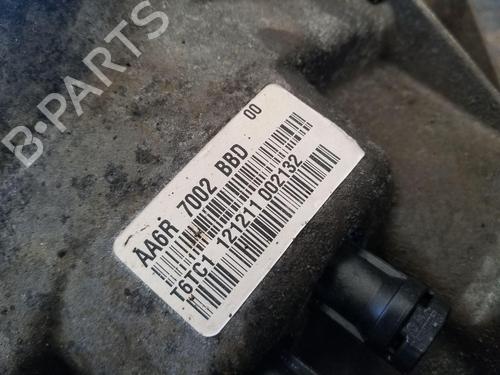 B-PARTS
00
AA6R 7002 BBD
T6TC1 121211 002132